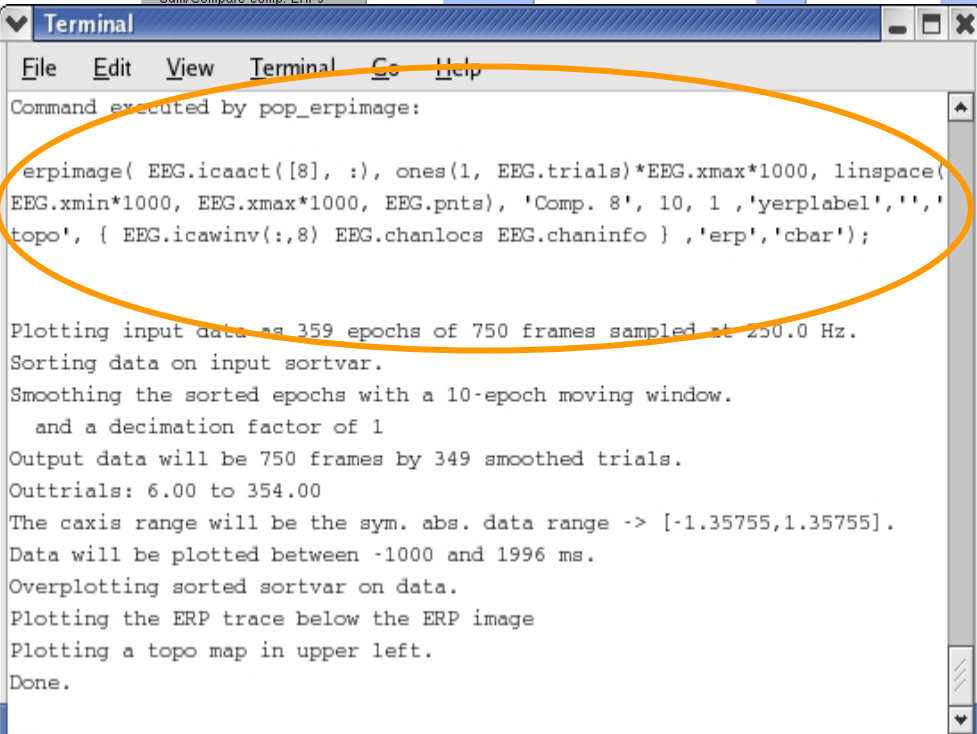 Sum/Compare comp. ERPs
Terminal
File Edit View Terminal Go Help
Command executed by pop_erpimage:
erpimage( EEG.icaact([8], :), ones(1, EEG.trials)*EEG.xmax*1000, linspace(
EEG.xmin*1000, EEG.xmax*1000, EEG.pnts), 'Comp. 8', 10, 1 ,'yerplabel','','
topo', { EEG.icawinv(:,8) EEG.chanlocs EEG.chaninfo } ,'erp','cbar');
Plotting input data as 359 epochs of 750 frames sampled at 250.0 Hz.
Sorting data on input sortvar.
Smoothing the sorted epochs with a 10-epoch moving window.
and a decimation factor of 1
Output data will be 750 frames by 349 smoothed trials.
Outtrials: 6.00 to 354.00
The caxis range will be the sym. abs. data range -> [-1.35755,1.35755].
Data will be plotted between -1000 and 1996 ms.
Overplotting sorted sortvar on data.
Plotting the ERP trace below the ERP image
Plotting a topo map in upper left.
Done.